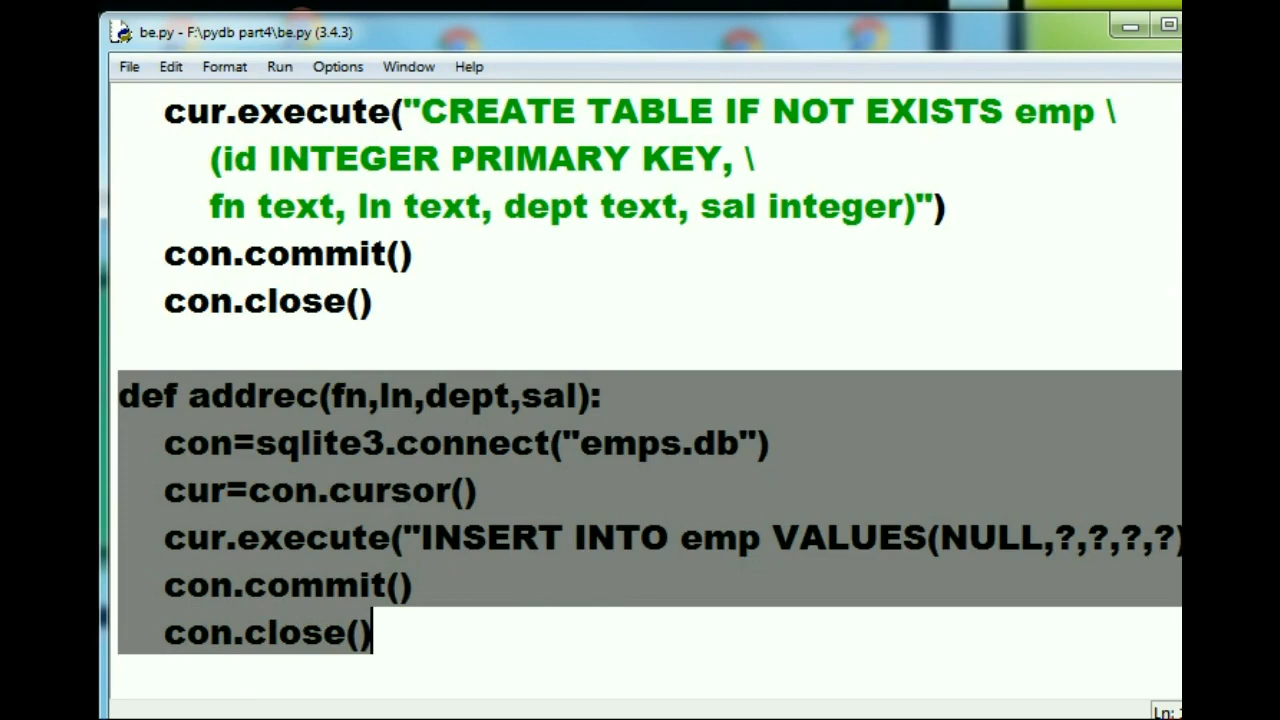 be.py - F:\pydb part4\be.py (3.4.3)
File Edit Format Run Options Window Help
cur.execute("CREATE TABLE IF NOT EXISTS emp \
(id INTEGER PRIMARY KEY, \
fn text, ln text, dept text, sal integer)")
con.commit()
con.close()
def addrec(fn,ln,dept,sal):
con=sqlite3.connect("emps.db")
cur=con.cursor()
cur.execute("INSERT INTO emp VALUES(NULL,?,?,?,?)
con.commit()
con.close()
Ln: